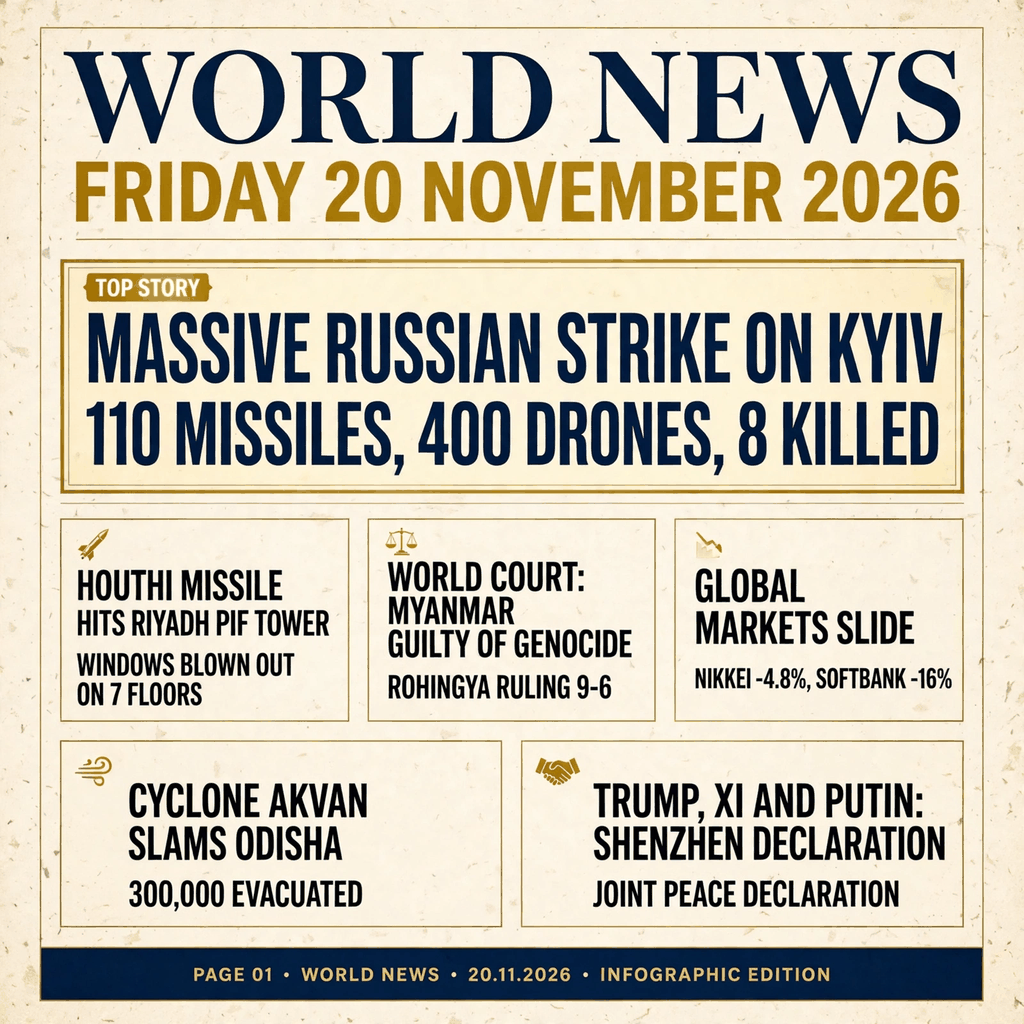 WORLD NEWS
FRIDAY 20 NOVEMBER 2026
TOP STORY
MASSIVE RUSSIAN STRIKE ON KYIV
110 MISSILES, 400 DRONES, 8 KILLED
HOUTHI MISSILE
HITS RIYADH PIF TOWER
WINDOWS BLOWN OUT
ON 7 FLOORS
WORLD COURT:
MYANMAR
GUILTY OF GENOCIDE
ROHINGYA RULING 9-6
GLOBAL
MARKETS SLIDE
NIKKEI -4.8%, SOFTBANK -16%
CYCLONE AKVAN
SLAMS ODISHA
300,000 EVACUATED
TRUMP, XI AND PUTIN:
SHENZHEN DECLARATION
JOINT PEACE DECLARATION
PAGE 01 • WORLD NEWS • 20.11.2026 • INFOGRAPHIC EDITION